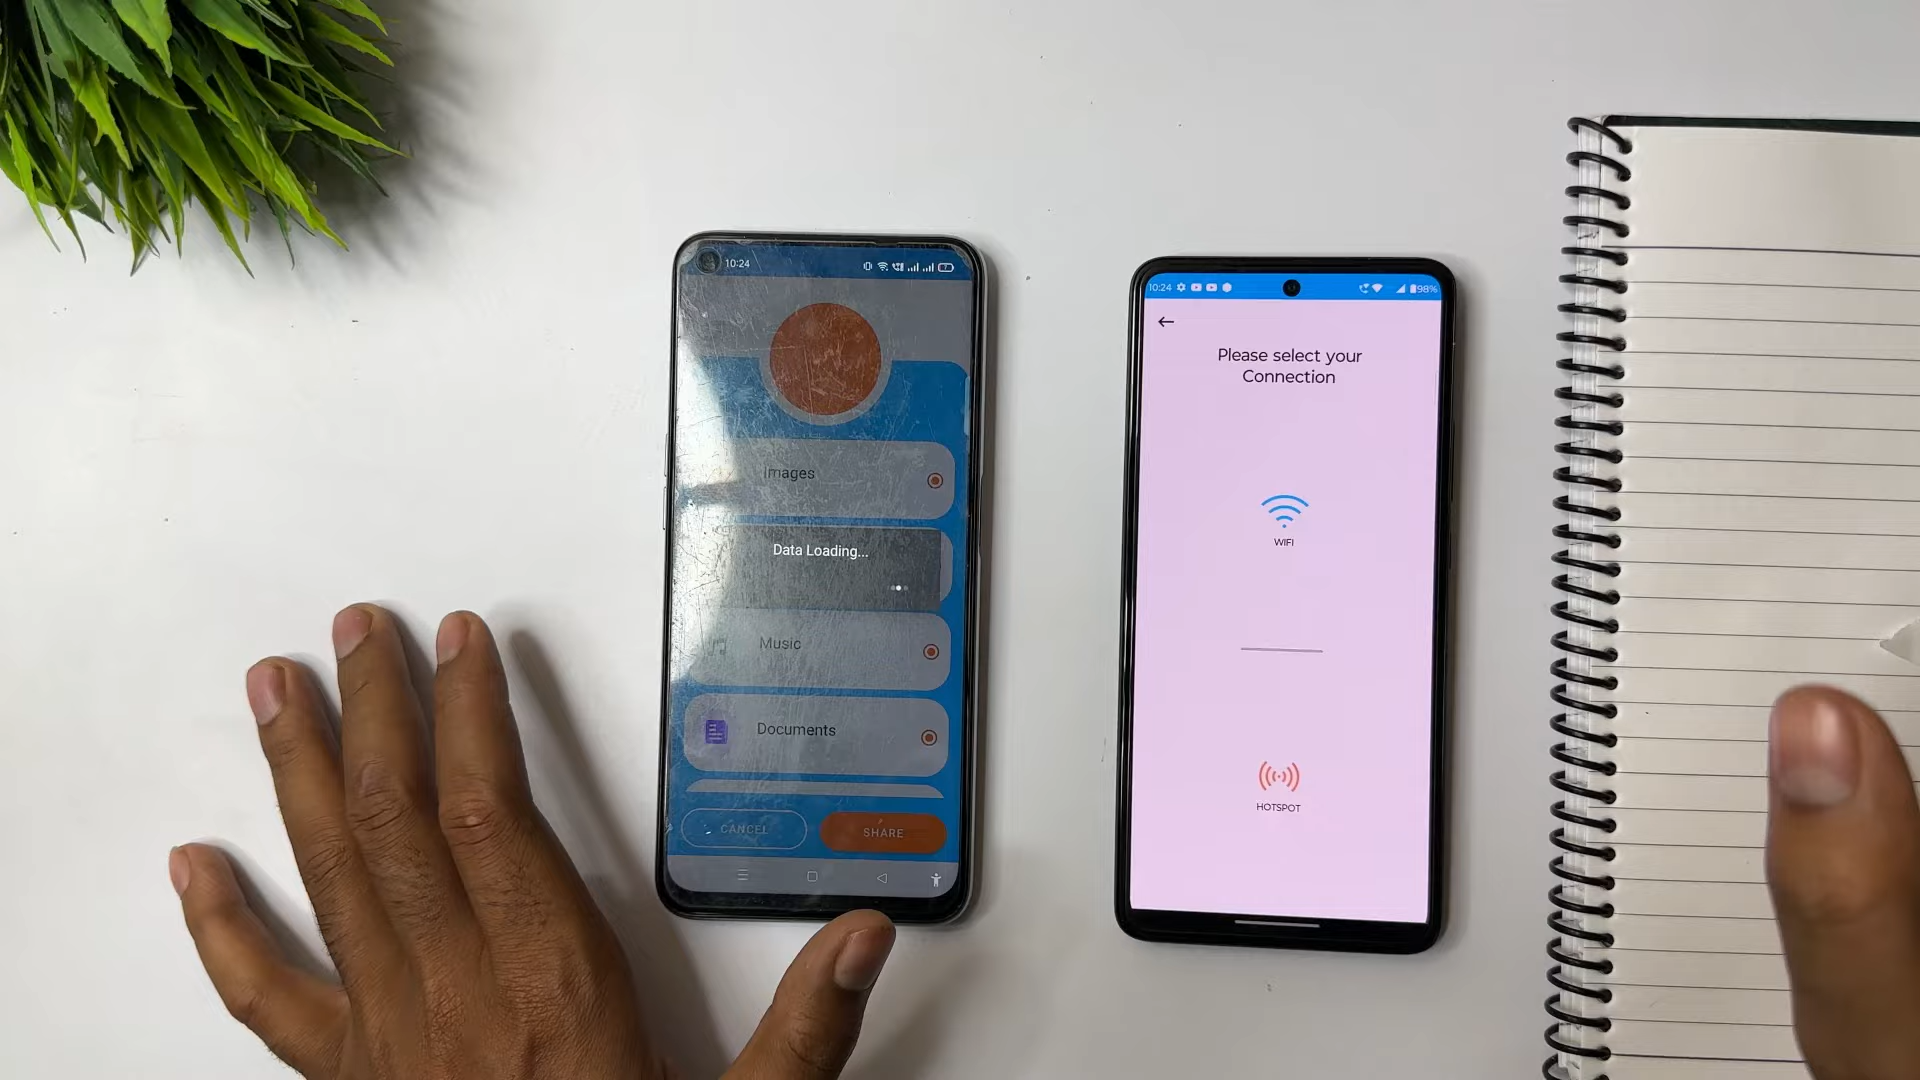 10:24
Images
Data Loading...
Music
Documents
CANCEL
SHARE
10:24
98%
Please select your
Connection
WIFI
HOTSPOT